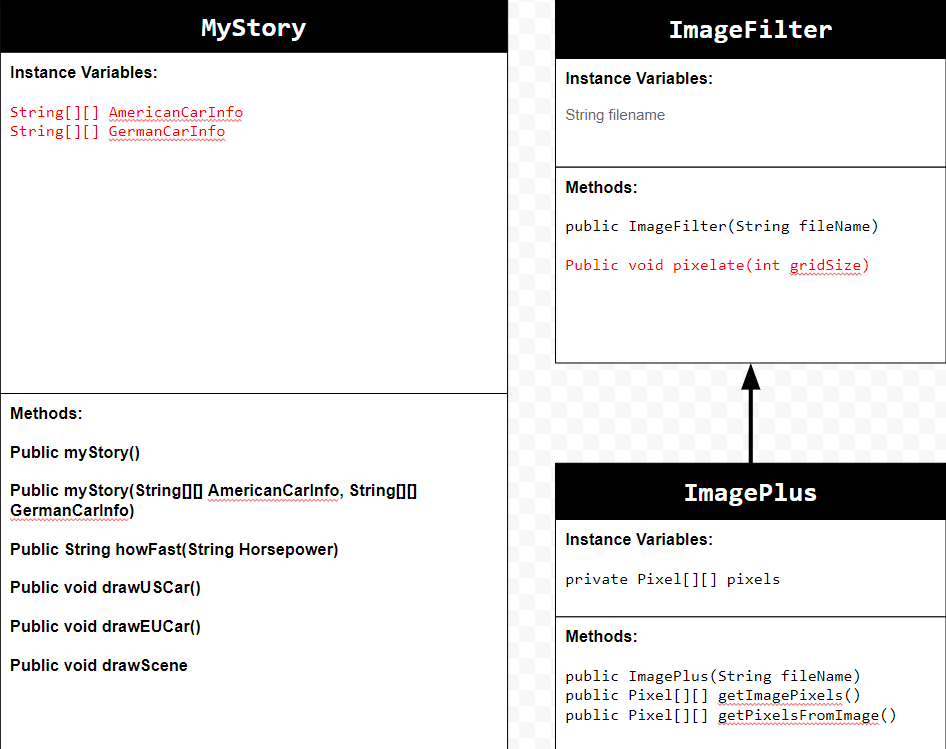 MyStory
Instance Variables:
String[][] AmericanCarInfo
String[][] GermanCarInfo
Methods:
Public myStory()
Public myStory(String[][] AmericanCarInfo, String[][]
GermanCarInfo)
Public String howFast(String Horsepower)
Public void drawUSCar()
Public void drawEUCar()
Public void drawScene
ImageFilter
Instance Variables:
String filename
Methods:
public ImageFilter(String fileName)
Public void pixelate(int gridSize)
ImagePlus
Instance Variables:
private Pixel[][] pixels
Methods:
public ImagePlus(String fileName)
public Pixel[][] getImagePixels()
public Pixel[][] getPixelsFromImage()